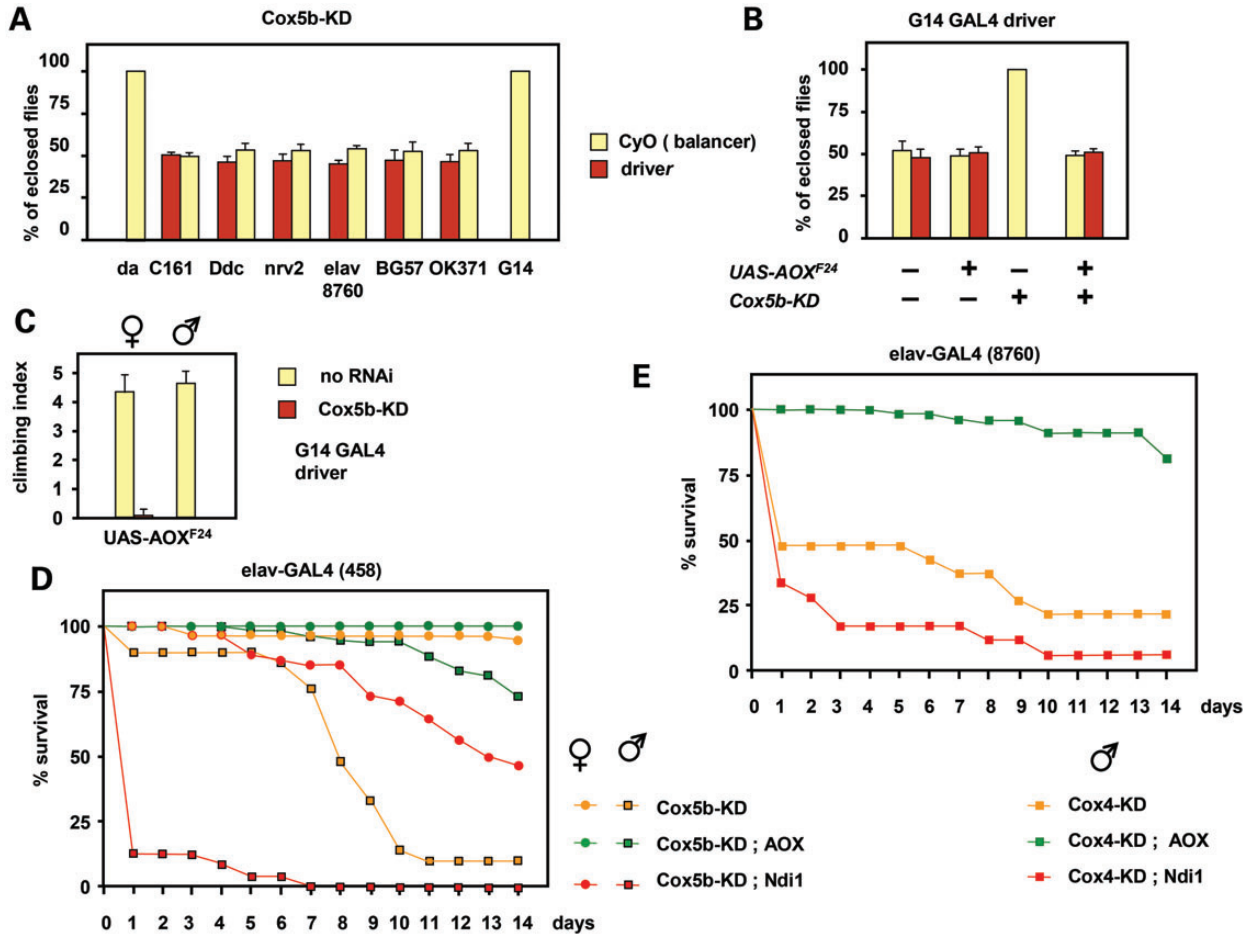 A
Cox5b-KD
% of eclosed flies
100
75
50
25
0
da C161 Ddc nrv2 elav BG57 OK371 G14
8760
CyO ( balancer)
driver
B
G14 GAL4 driver
% of eclosed flies
100
75
50
25
0
UAS-AOX^F24 – + – +
Cox5b-KD – – + +
C
♀ ♂
climbing index
5
4
3
2
1
0
UAS-AOX^F24
no RNAi
Cox5b-KD
G14 GAL4
driver
D
elav-GAL4 (458)
% survival
100
75
50
25
0
0 1 2 3 4 5 6 7 8 9 10 11 12 13 14 days
♀ ♂
Cox5b-KD
Cox5b-KD ; AOX
Cox5b-KD ; Ndi1
E
elav-GAL4 (8760)
% survival
100
75
50
25
0
0 1 2 3 4 5 6 7 8 9 10 11 12 13 14 days
♂
Cox4-KD
Cox4-KD ; AOX
Cox4-KD ; Ndi1